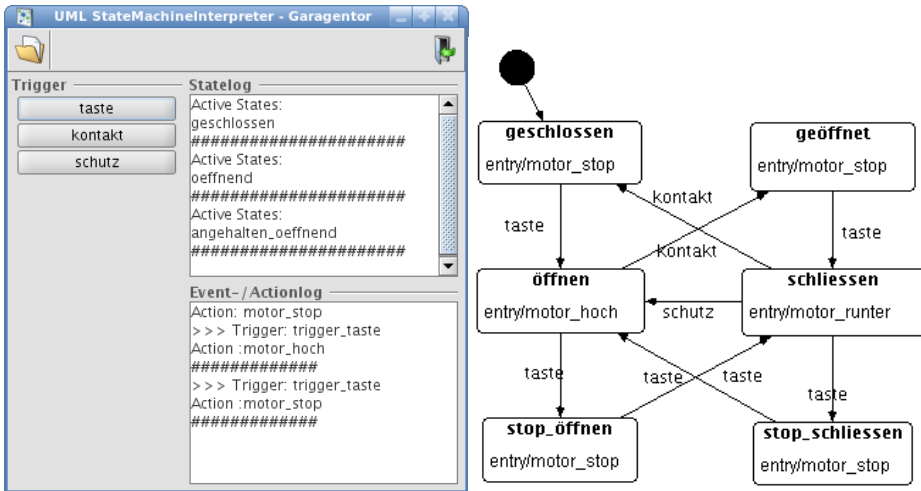 UML StateMachineInterpreter - Garagentor
Trigger
taste
kontakt
schutz
Statelog
Active States:
geschlossen
#######################
Active States:
oeffnend
#######################
Active States:
angehalten_oeffnend
#######################
Event-/Actionlog
Action: motor_stop
>>> Trigger: trigger_taste
Action :motor_hoch
#############
>>> Trigger: trigger_taste
Action :motor_stop
#############
geschlossen
entry/motor_stop
geöffnet
entry/motor_stop
kontakt
taste
taste
kontakt
öffnen
entry/motor_hoch
schutz
schliessen
entry/motor_runter
taste
taste
taste
taste
stop_öffnen
entry/motor_stop
stop_schliessen
entry/motor_stop